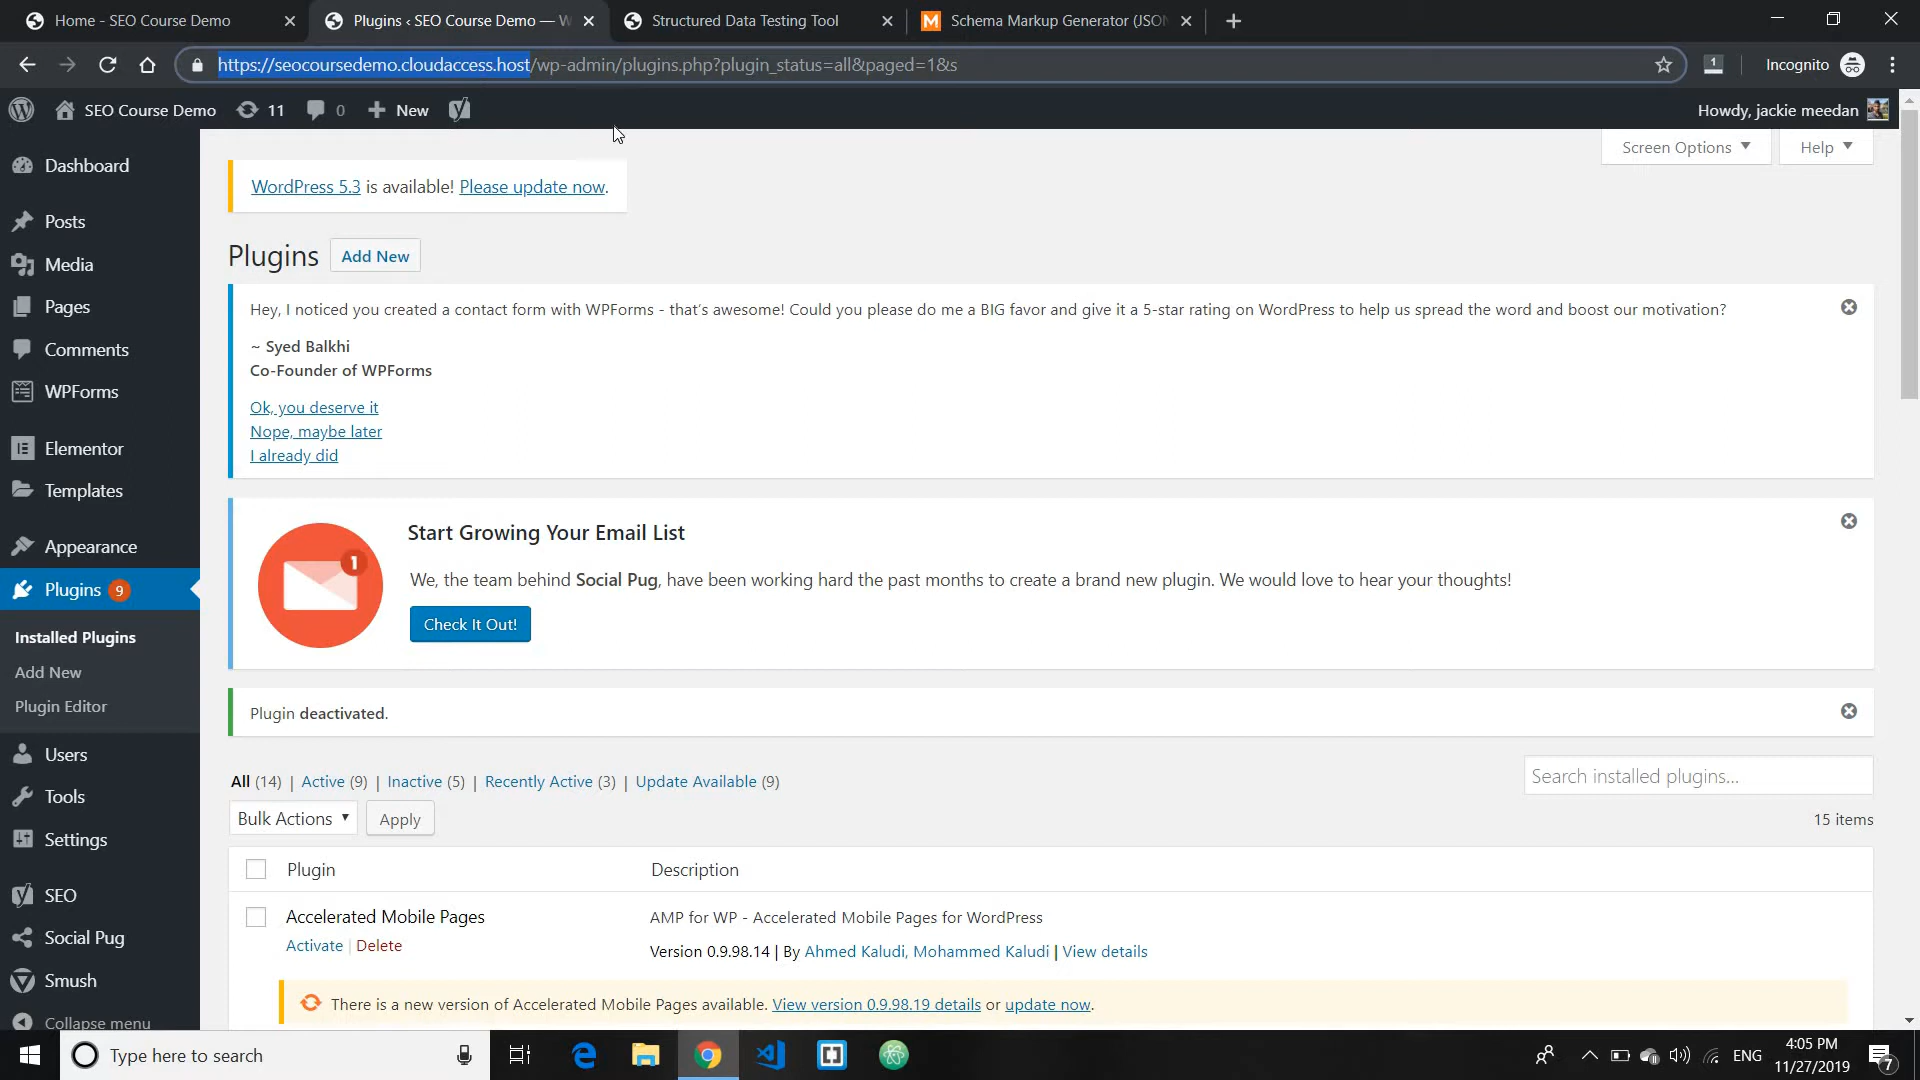 Home - SEO Course Demo
Plugins ‹ SEO Course Demo — W
Structured Data Testing Tool
Schema Markup Generator (JSON
https://seocoursedemo.cloudaccess.host/wp-admin/plugins.php?plugin_status=all&paged=1&s
1
Incognito
SEO Course Demo
11
0
New
Howdy, jackie meedan
Screen Options
Help
Dashboard
Posts
Media
Pages
Comments
WPForms
Elementor
Templates
Appearance
Plugins 9
Installed Plugins
Add New
Plugin Editor
Users
Tools
Settings
SEO
Social Pug
Smush
Collapse menu
WordPress 5.3 is available! Please update now.
Plugins
Add New
Hey, I noticed you created a contact form with WPForms - that's awesome! Could you please do me a BIG favor and give it a 5-star rating on WordPress to help us spread the word and boost our motivation?
~ Syed Balkhi
Co-Founder of WPForms
Ok, you deserve it
Nope, maybe later
I already did
1
Start Growing Your Email List
We, the team behind Social Pug, have been working hard the past months to create a brand new plugin. We would love to hear your thoughts!
Check It Out!
Plugin deactivated.
All (14) | Active (9) | Inactive (5) | Recently Active (3) | Update Available (9)
Search installed plugins...
Bulk Actions
Apply
15 items
Plugin
Description
Accelerated Mobile Pages
AMP for WP - Accelerated Mobile Pages for WordPress
Activate | Delete
Version 0.9.98.14 | By Ahmed Kaludi, Mohammed Kaludi | View details
There is a new version of Accelerated Mobile Pages available. View version 0.9.98.19 details or update now.
Type here to search
ENG
4:05 PM
11/27/2019
7